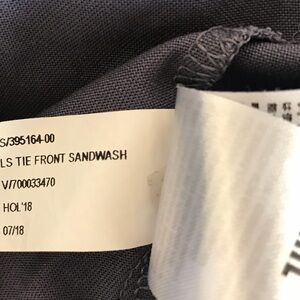 S/395164-00
LS TIE FRONT SANDWASH
V/700033470
HOL'18
07/18